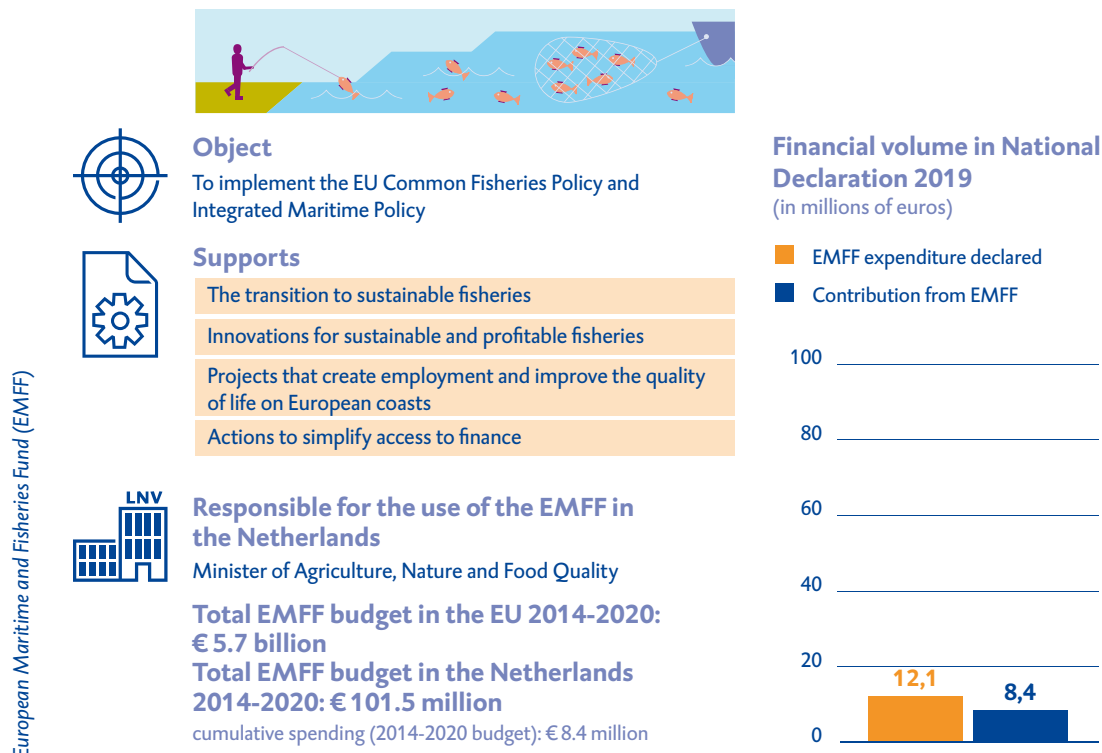 Object
To implement the EU Common Fisheries Policy and
Integrated Maritime Policy
Supports
The transition to sustainable fisheries
Innovations for sustainable and profitable fisheries
Projects that create employment and improve the quality
of life on European coasts
Actions to simplify access to finance
LNV
Responsible for the use of the EMFF in
the Netherlands
Minister of Agriculture, Nature and Food Quality
Total EMFF budget in the EU 2014-2020:
€ 5.7 billion
Total EMFF budget in the Netherlands
2014-2020: € 101.5 million
cumulative spending (2014-2020 budget): € 8.4 million
European Maritime and Fisheries Fund (EMFF)
Financial volume in National
Declaration 2019
(in millions of euros)
EMFF expenditure declared
Contribution from EMFF
100
80
60
40
20
0
12,1
8,4